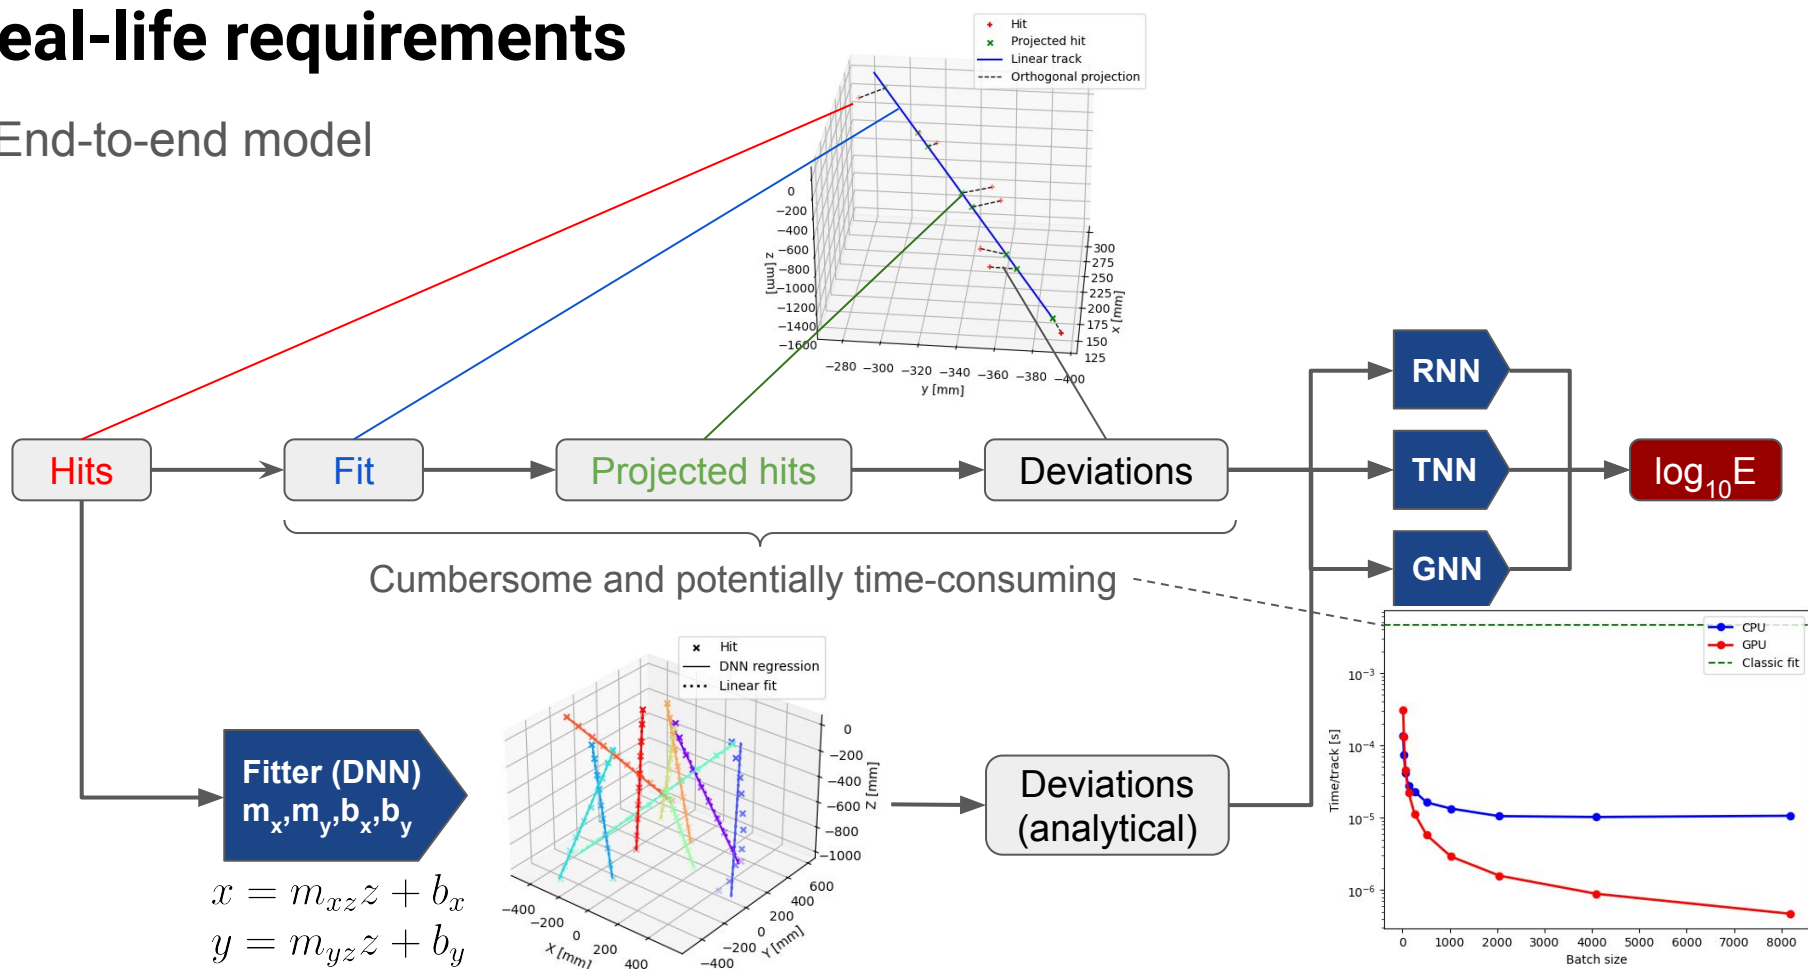 eal-life requirements
End-to-end model
Hit
Projected hit
Linear track
Orthogonal projection
0
−200
−400
−600
−800
−1000
−1200
−1400
−1600
z [mm]
−280 −300 −320 −340 −360 −380 −400
y [mm]
300
275
250
225
200
175
150
125
x [mm]
Hits
Fit
Projected hits
Deviations
RNN
TNN
GNN
log10E
Cumbersome and potentially time-consuming
Fitter (DNN)
mx,my,bx,by
x = mxz z + bx
y = myz z + by
Hit
DNN regression
Linear fit
0
−200
−400
−600
−800
−1000
Z [mm]
−400
−200
0
200
400
X [mm]
600
400
200
0
−200
−400
Y [mm]
Deviations
(analytical)
CPU
GPU
Classic fit
10−3
10−4
10−5
10−6
Time/track [s]
0 1000 2000 3000 4000 5000 6000 7000 8000
Batch size